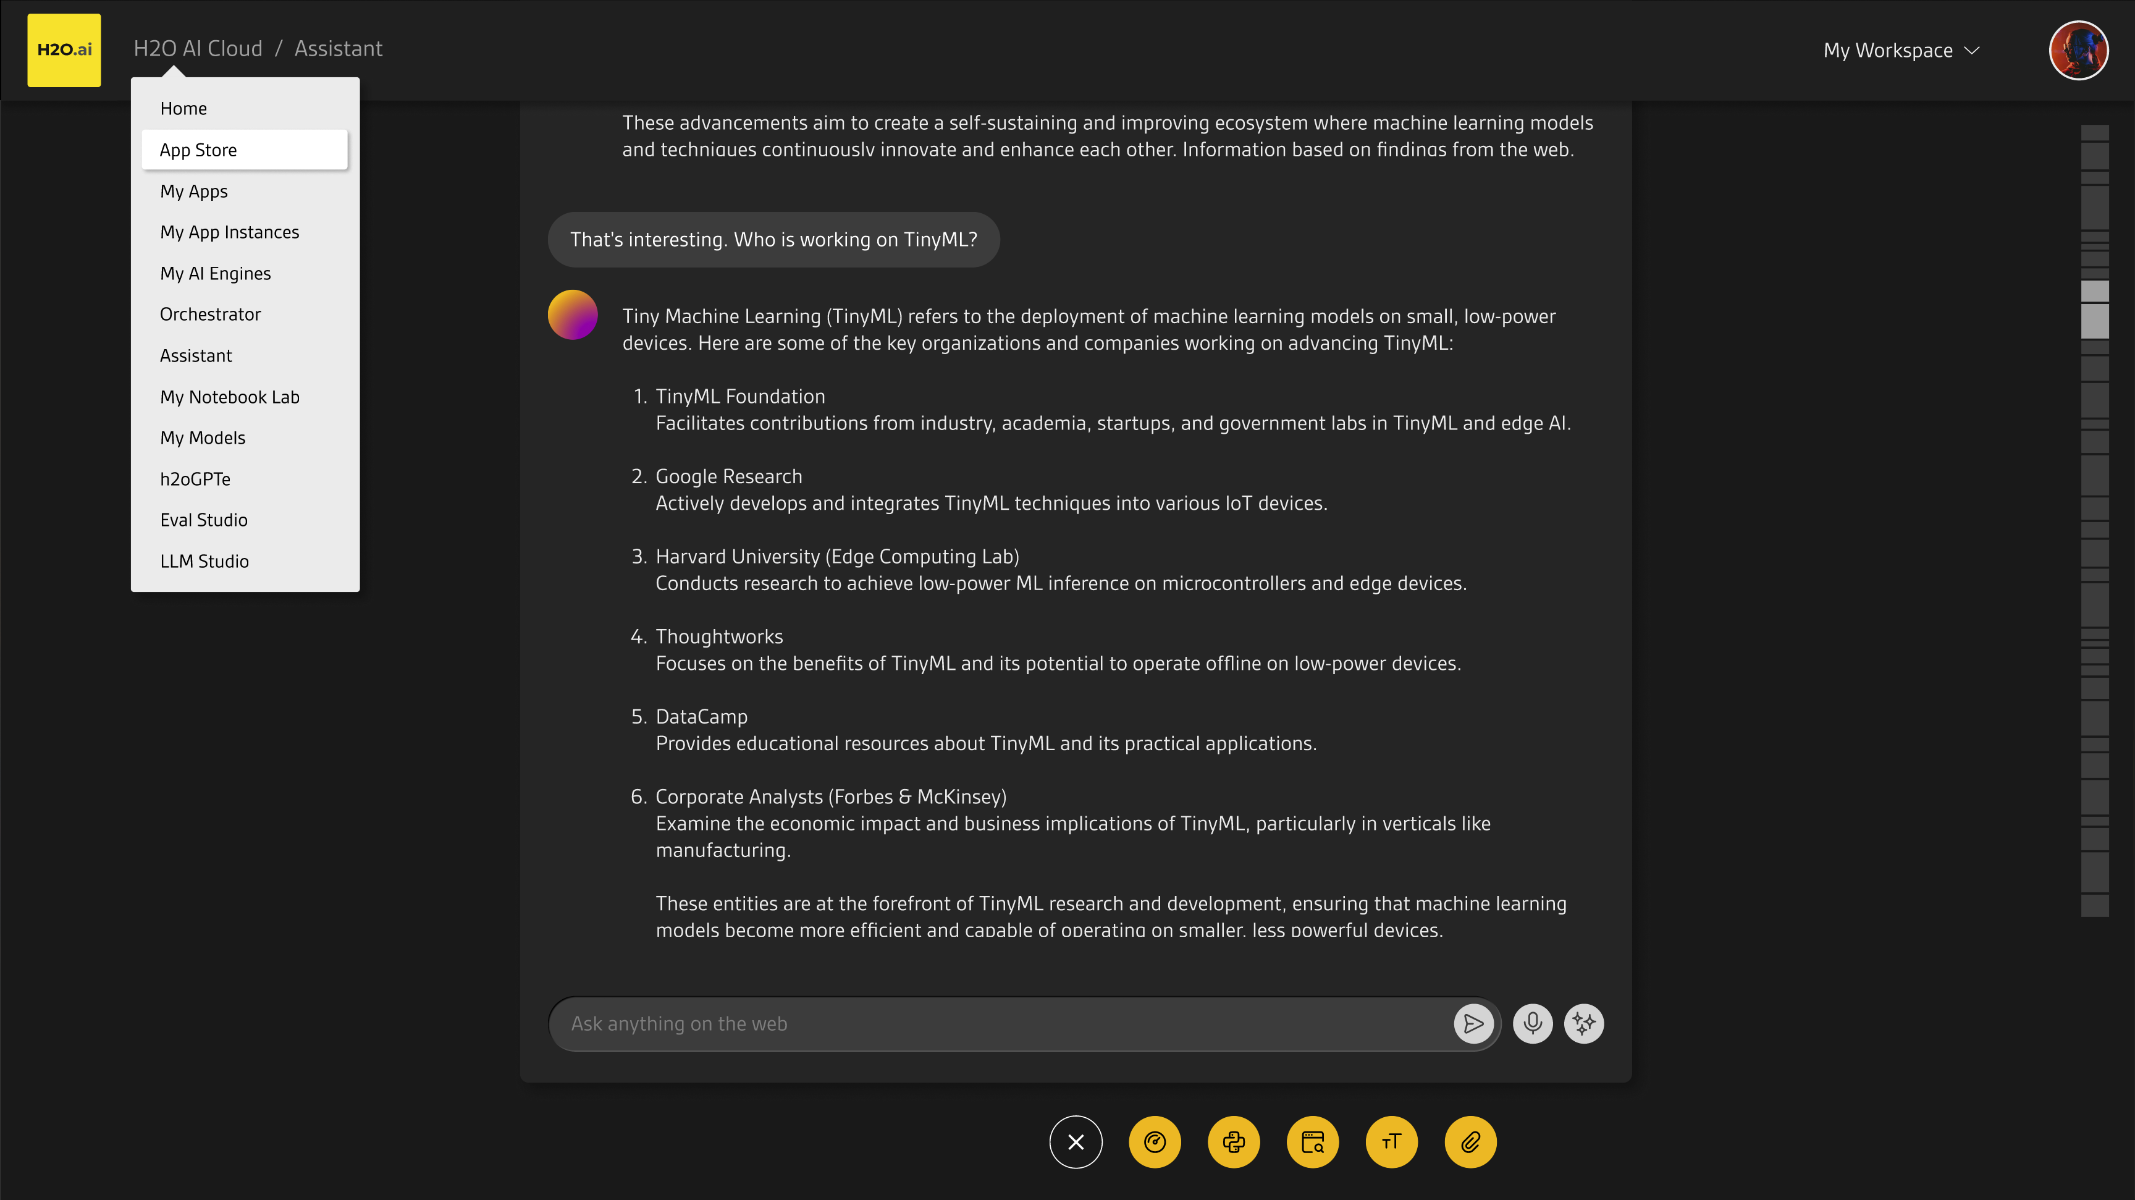 H2O.ai
H2O AI Cloud / Assistant
My Workspace
Home
App Store
My Apps
My App Instances
My AI Engines
Orchestrator
Assistant
My Notebook Lab
My Models
h2oGPTe
Eval Studio
LLM Studio
These advancements aim to create a self-sustaining and improving ecosystem where machine learning models
and techniques continuously innovate and enhance each other. Information based on findings from the web.
That's interesting. Who is working on TinyML?
Tiny Machine Learning (TinyML) refers to the deployment of machine learning models on small, low-power
devices. Here are some of the key organizations and companies working on advancing TinyML:
1. TinyML Foundation
Facilitates contributions from industry, academia, startups, and government labs in TinyML and edge AI.
2. Google Research
Actively develops and integrates TinyML techniques into various IoT devices.
3. Harvard University (Edge Computing Lab)
Conducts research to achieve low-power ML inference on microcontrollers and edge devices.
4. Thoughtworks
Focuses on the benefits of TinyML and its potential to operate offline on low-power devices.
5. DataCamp
Provides educational resources about TinyML and its practical applications.
6. Corporate Analysts (Forbes & McKinsey)
Examine the economic impact and business implications of TinyML, particularly in verticals like
manufacturing.
These entities are at the forefront of TinyML research and development, ensuring that machine learning
models become more efficient and capable of operating on smaller, less powerful devices.
Ask anything on the web
TT